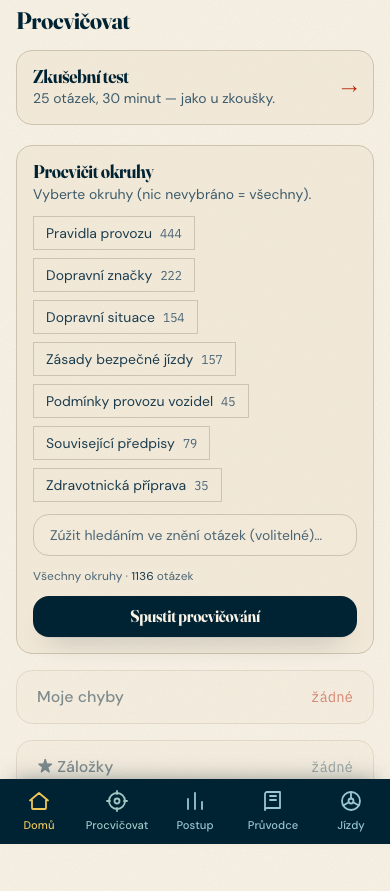 Procvičovat
Zkušební test
25 otázek, 30 minut — jako u zkoušky.
→
Procvičit okruhy
Vyberte okruhy (nic nevybráno = všechny).
Pravidla provozu 444
Dopravní značky 222
Dopravní situace 154
Zásady bezpečné jízdy 157
Podmínky provozu vozidel 45
Související předpisy 79
Zdravotnická příprava 35
Zúžit hledáním ve znění otázek (volitelné)…
Všechny okruhy · 1136 otázek
Spustit procvičování
Moje chyby žádné
★ Záložky žádné
Domů Procvičovat Postup Průvodce Jízdy